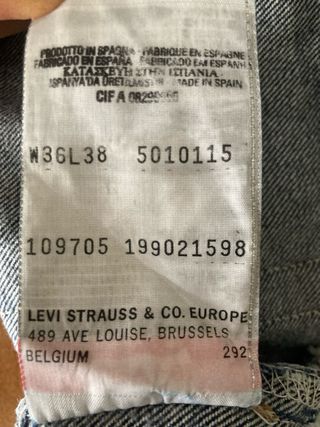 PRODOTTO IN SPAGNA - FABRIQUE EN ESPAGNE
FABRICADO EN ESPAÑA FABRICADO EM ESPANHA
ΚΑΤΑΣΚΕΥΗ ΣΤΗΝ ΙΣΠΑΝΙΑ
MADE IN SPAIN
CIF A
W36L38 5010115
109705 199021598
LEVI STRAUSS & CO. EUROPE
489 AVE LOUISE, BRUSSELS
BELGIUM 292